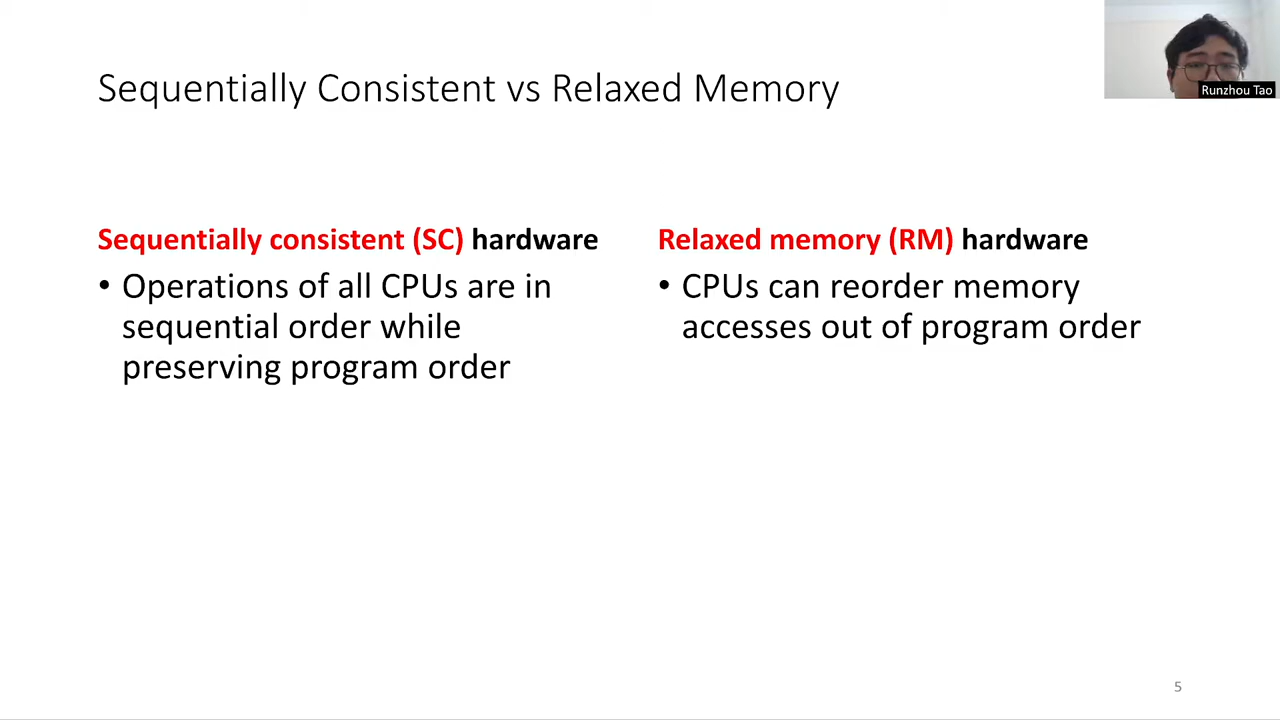 Sequentially Consistent vs Relaxed Memory
Runzhou Tao
Sequentially consistent (SC) hardware
• Operations of all CPUs are in
sequential order while
preserving program order
Relaxed memory (RM) hardware
• CPUs can reorder memory
accesses out of program order
5